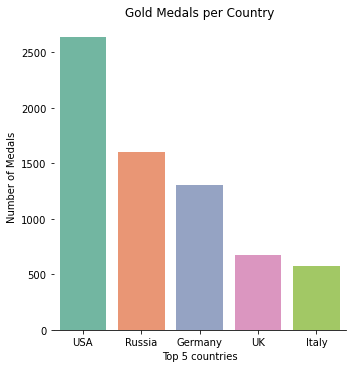 Gold Medals per Country
Number of Medals
2500
2000
1500
1000
500
0
USA Russia Germany UK Italy
Top 5 countries